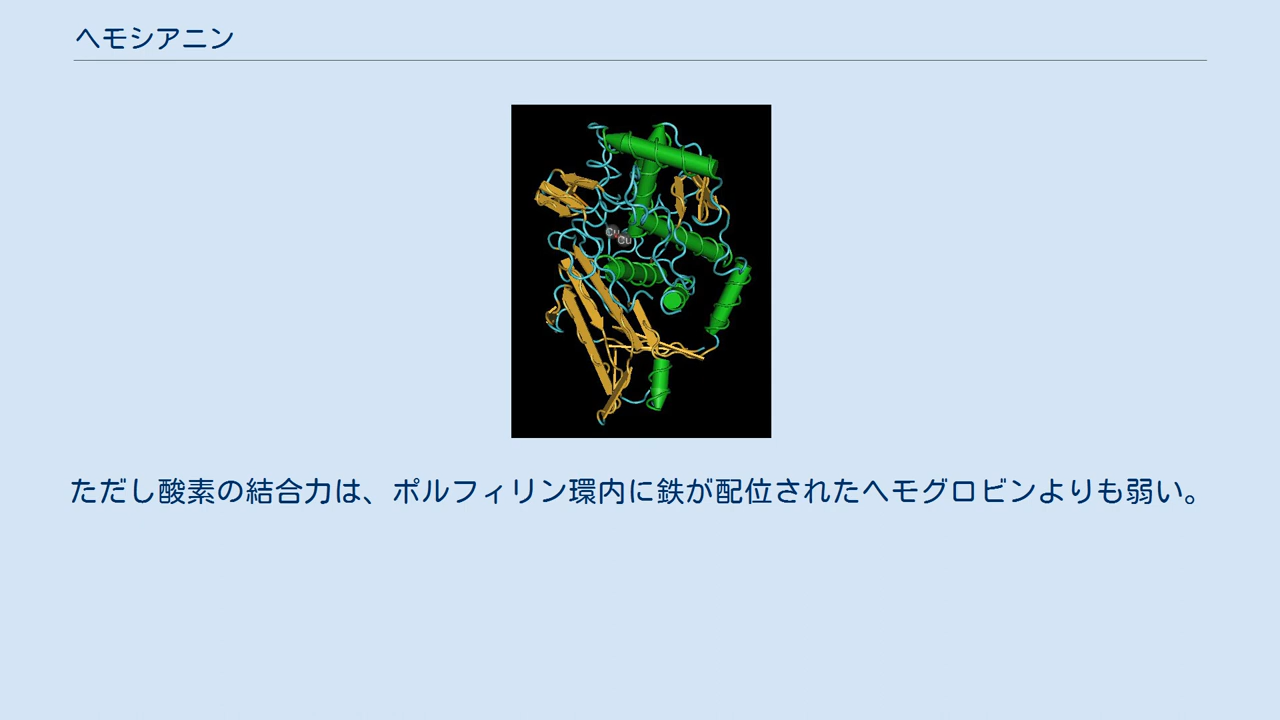 ヘモシアニン
Cu
Cu
ただし酸素の結合力は、ポルフィリン環内に鉄が配位されたヘモグロビンよりも弱い。